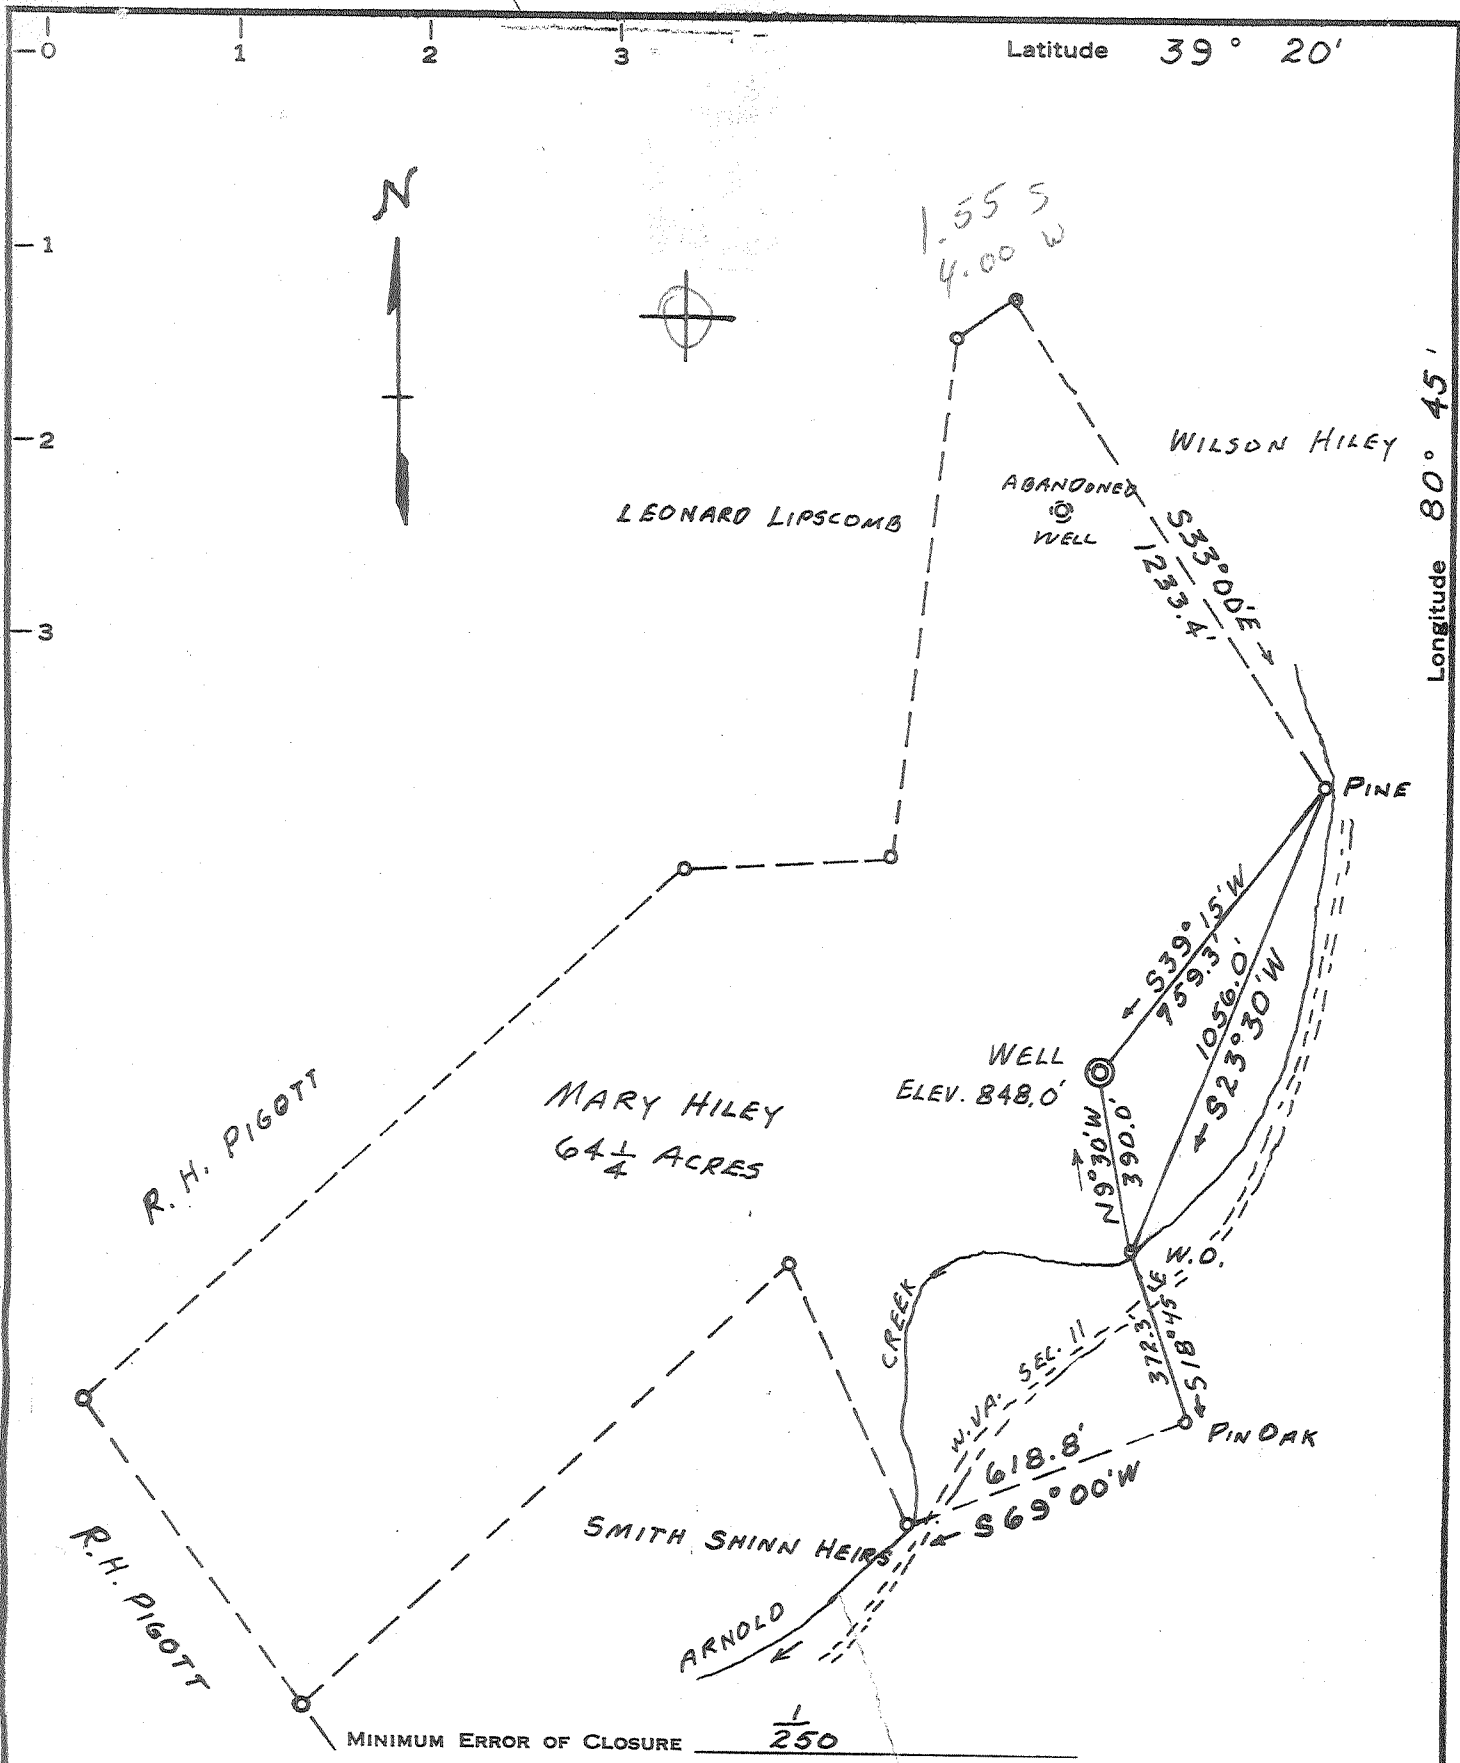 0 1 2 3 Latitude 39° 20'
N
1
2
3
1.55 S
4.00 W
Longitude 80° 45'
WILSON HILEY
ABANDONED
WELL
LEONARD LIPSCOMB
S33°00'E
1233.4'
PINE
S39°15'W
759.3'
1056.0'
S23°30'W
WELL
ELEV. 848.0'
MARY HILEY
64 1/4 ACRES
R. H. PIGOTT
N9°30'W
390.0'
W.O.
CREEK
W. VA. SEC. 11
372.3'
S18°45'E
PIN OAK
618.8'
S69°00'W
SMITH SHINN HEIRS
R. H. PIGOTT
ARNOLD
MINIMUM ERROR OF CLOSURE 1/250